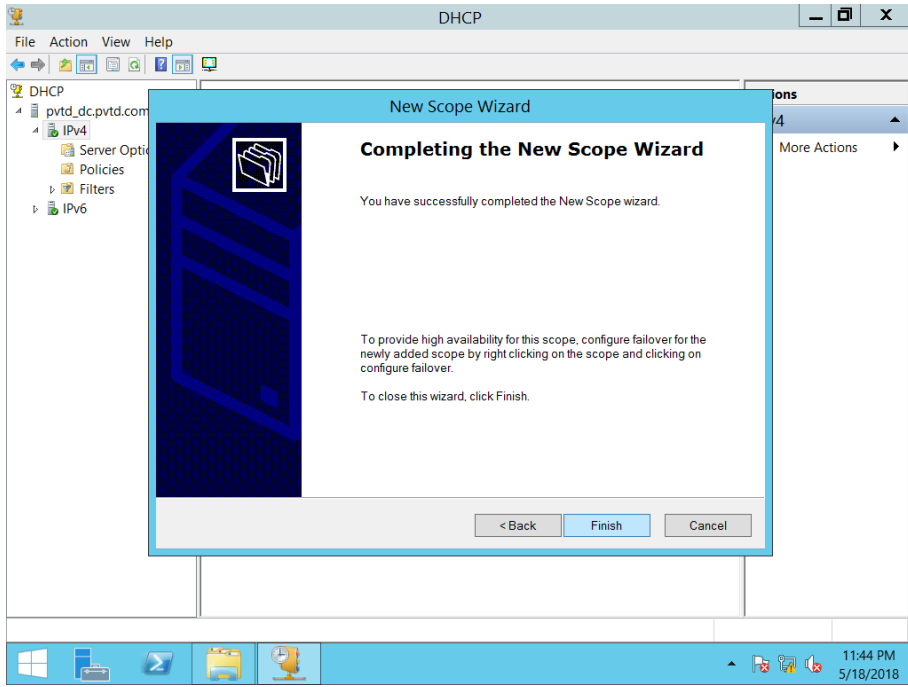 DHCP
File Action View Help
DHCP
pvtd_dc.pvtd.com
IPv4
Server Optio
Policies
Filters
IPv6
New Scope Wizard
Completing the New Scope Wizard
You have successfully completed the New Scope wizard.
To provide high availability for this scope, configure failover for the
newly added scope by right clicking on the scope and clicking on
configure failover.
To close this wizard, click Finish.
< Back Finish Cancel
ions
v4
More Actions
11:44 PM
5/18/2018